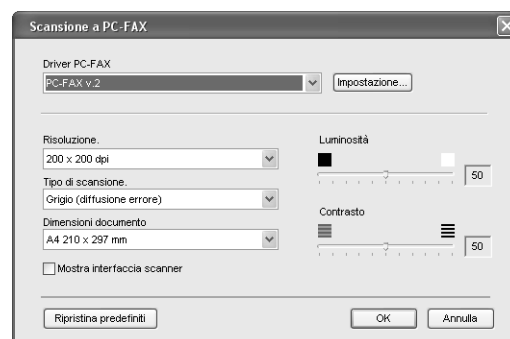 Scansione a PC-FAX
Driver PC-FAX
PC-FAX v.2
Impostazione...
Risoluzione.
200 x 200 dpi
Tipo di scansione.
Grigio (diffusione errore)
Dimensioni documento
A4 210 x 297 mm
Mostra interfaccia scanner
Luminosità
50
Contrasto
50
Ripristina predefiniti
OK
Annulla